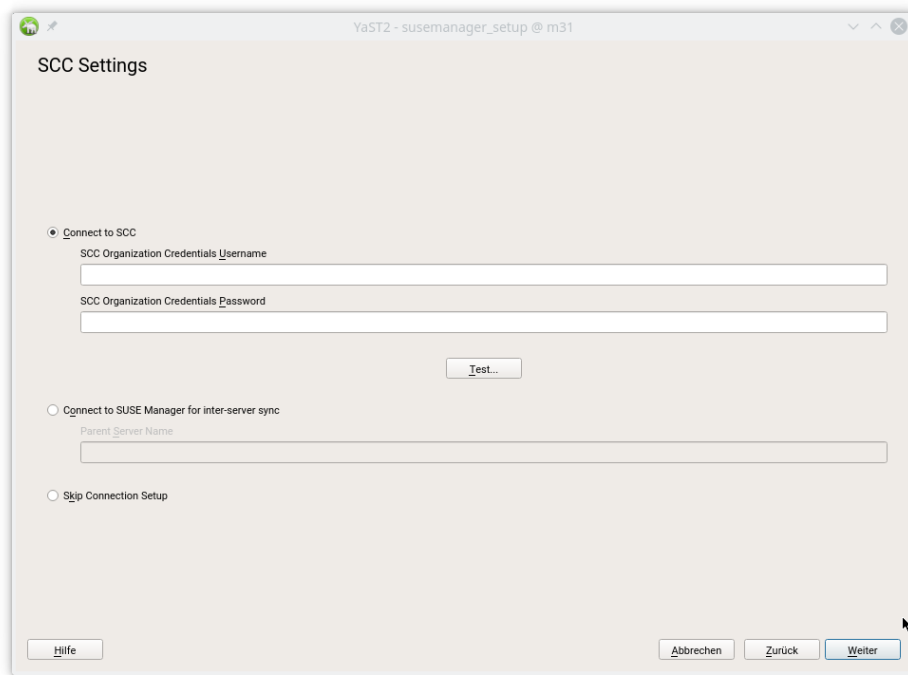 YaST2 - susemanager_setup @ m31
SCC Settings
Connect to SCC
SCC Organization Credentials Username
SCC Organization Credentials Password
Test...
Connect to SUSE Manager for inter-server sync
Parent Server Name
Skip Connection Setup
Hilfe Abbrechen Zurück Weiter